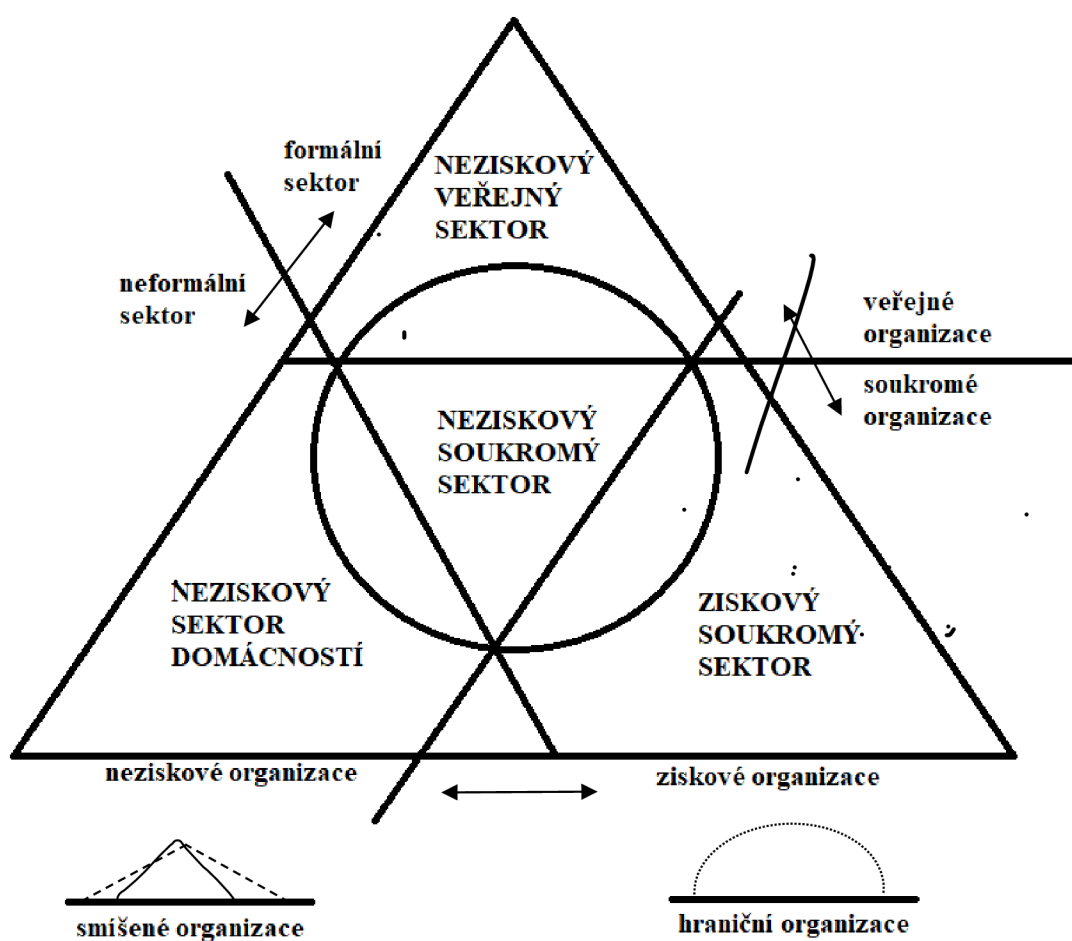 formální
sektor
NEZISKOVÝ
VEŘEJNÝ
SEKTOR
neformální
sektor
veřejné
organizace
soukromé
organizace
NEZISKOVÝ
SOUKROMÝ
SEKTOR
NEZISKOVÝ
SEKTOR
DOMÁCNOSTÍ
ZISKOVÝ
SOUKROMÝ
SEKTOR
neziskové organizace
ziskové organizace
smíšené organizace
hraniční organizace